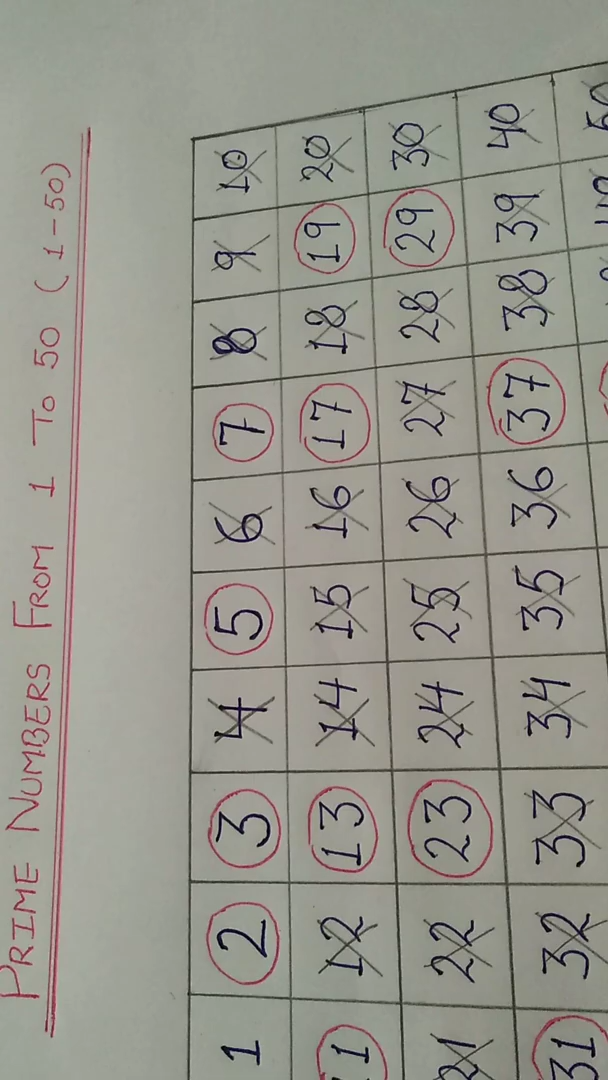 PRIME NUMBERS FROM 1 TO 50 (1-50)
1 2 3 4 5 6 7 8 9 10
11 12 13 14 15 16 17 18 19 20
21 22 23 24 25 26 27 28 29 30
31 32 33 34 35 36 37 38 39 40
50